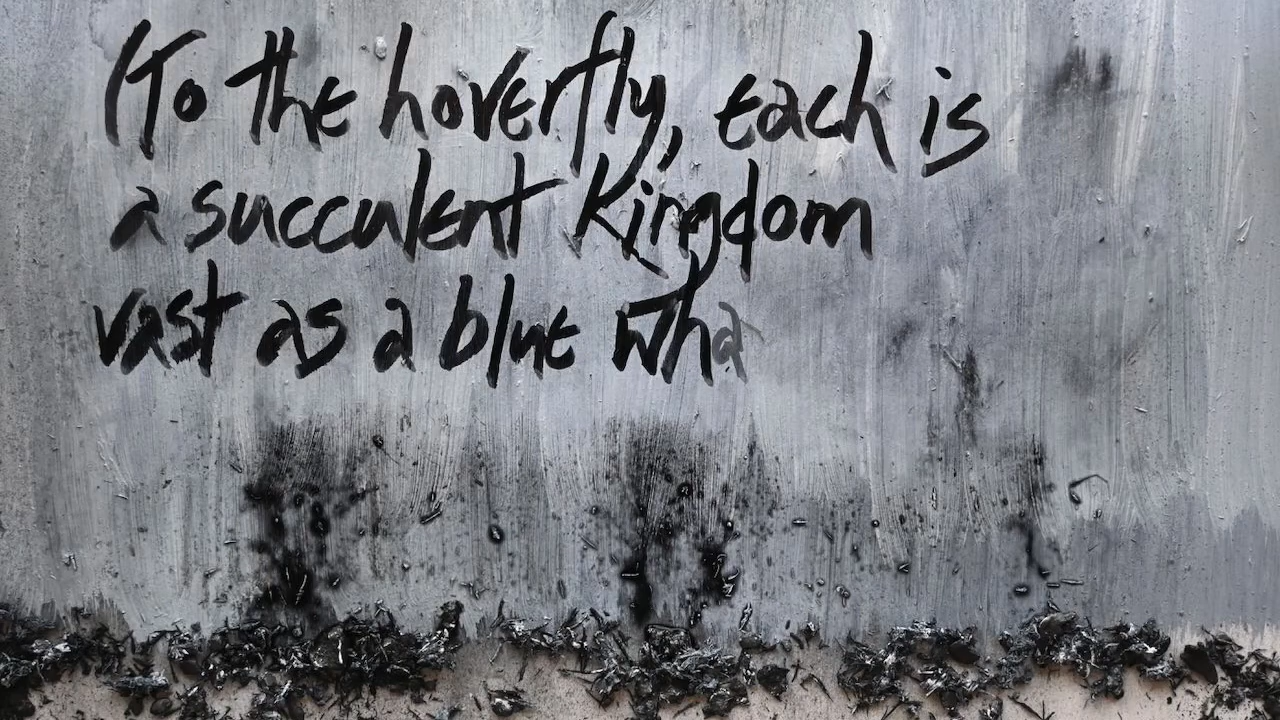 (To the hoverfly, each is
a succulent Kingdom
vast as a blue wha